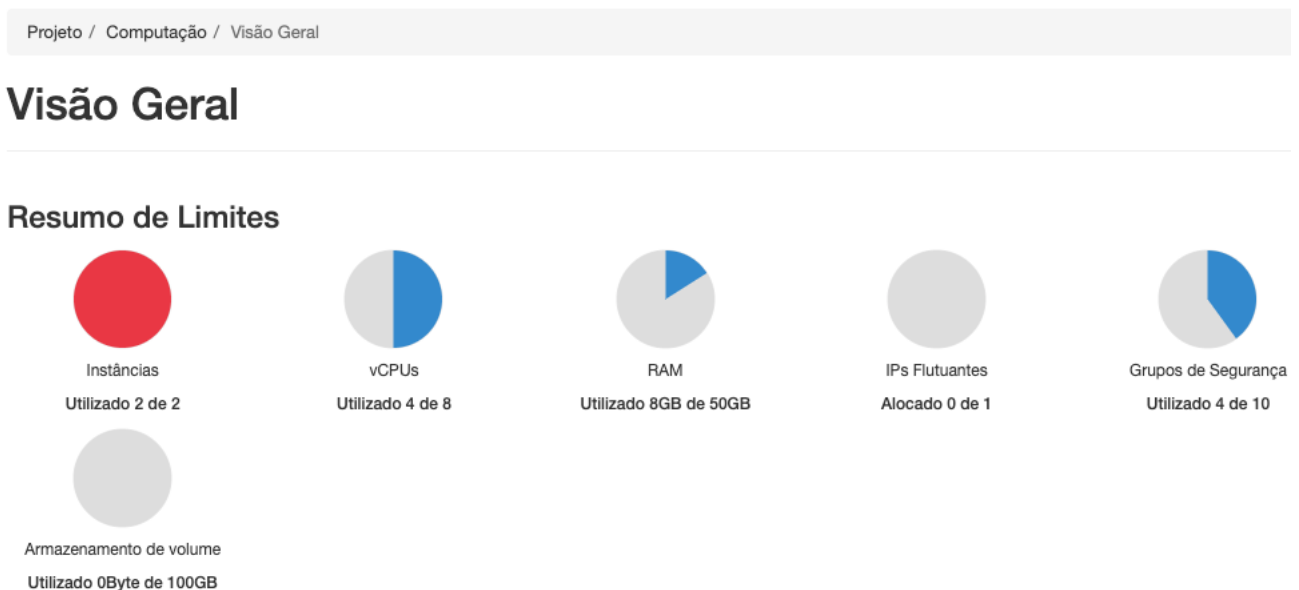 Projeto / Computação / Visão Geral
Visão Geral
Resumo de Limites
Instâncias
Utilizado 2 de 2
vCPUs
Utilizado 4 de 8
RAM
Utilizado 8GB de 50GB
IPs Flutuantes
Alocado 0 de 1
Grupos de Segurança
Utilizado 4 de 10
Armazenamento de volume
Utilizado 0Byte de 100GB